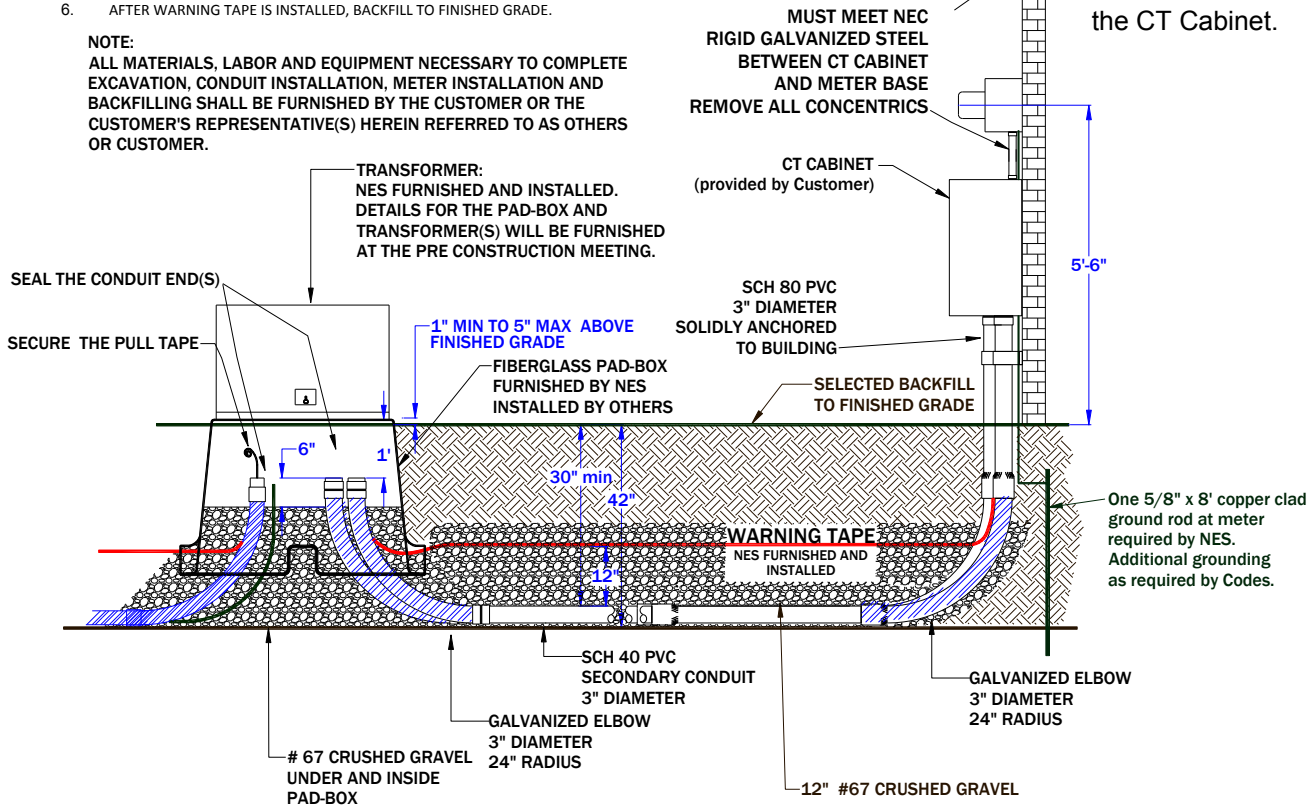 6. AFTER WARNING TAPE IS INSTALLED, BACKFILL TO FINISHED GRADE.
NOTE:
ALL MATERIALS, LABOR AND EQUIPMENT NECESSARY TO COMPLETE
EXCAVATION, CONDUIT INSTALLATION, METER INSTALLATION AND
BACKFILLING SHALL BE FURNISHED BY THE CUSTOMER OR THE
CUSTOMER'S REPRESENTATIVE(S) HEREIN REFERRED TO AS OTHERS
OR CUSTOMER.
MUST MEET NEC
RIGID GALVANIZED STEEL
BETWEEN CT CABINET
AND METER BASE
REMOVE ALL CONCENTRICS
the CT Cabinet.
TRANSFORMER:
NES FURNISHED AND INSTALLED.
DETAILS FOR THE PAD-BOX AND
TRANSFORMER(S) WILL BE FURNISHED
AT THE PRE CONSTRUCTION MEETING.
CT CABINET
(provided by Customer)
5'-6"
SEAL THE CONDUIT END(S)
SECURE THE PULL TAPE
1" MIN TO 5" MAX ABOVE
FINISHED GRADE
FIBERGLASS PAD-BOX
FURNISHED BY NES
INSTALLED BY OTHERS
SCH 80 PVC
3" DIAMETER
SOLIDLY ANCHORED
TO BUILDING
SELECTED BACKFILL
TO FINISHED GRADE
6"
1'
30" min
42"
WARNING TAPE
NES FURNISHED AND
INSTALLED
12"
One 5/8" x 8' copper clad
ground rod at meter
required by NES.
Additional grounding
as required by Codes.
SCH 40 PVC
SECONDARY CONDUIT
3" DIAMETER
GALVANIZED ELBOW
3" DIAMETER
24" RADIUS
GALVANIZED ELBOW
3" DIAMETER
24" RADIUS
# 67 CRUSHED GRAVEL
UNDER AND INSIDE
PAD-BOX
12" #67 CRUSHED GRAVEL